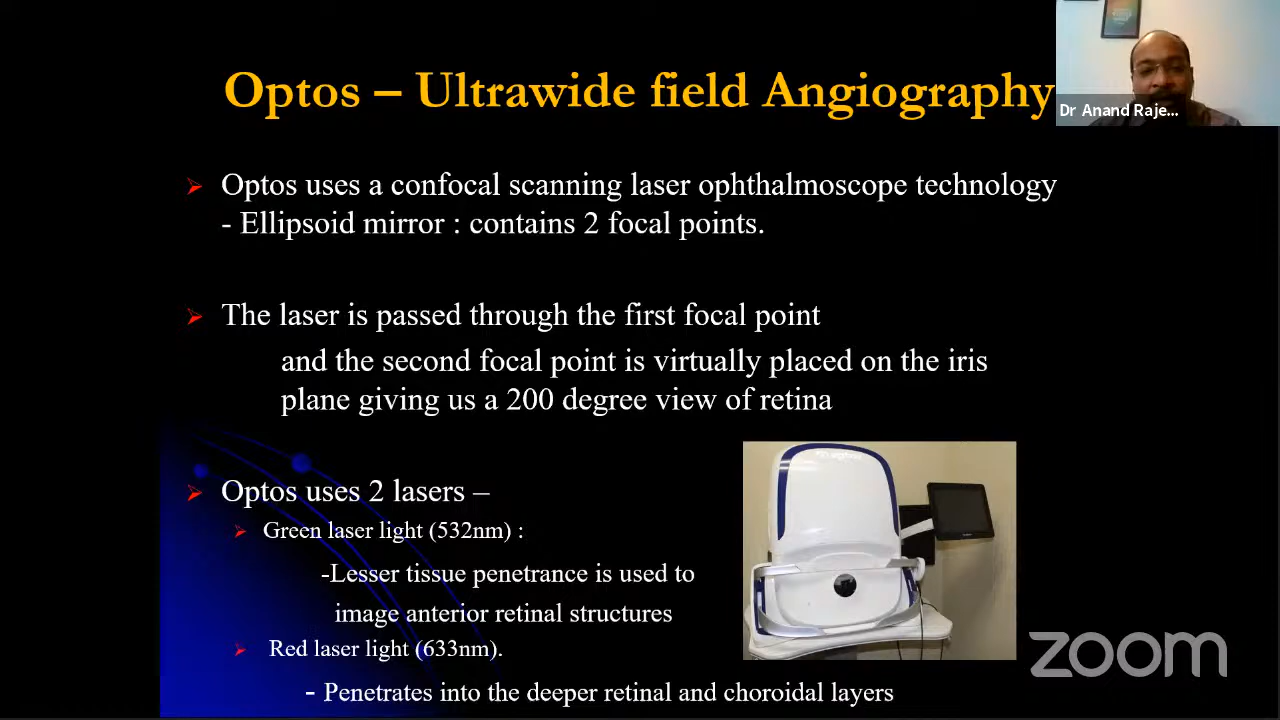 Optos – Ultrawide field Angiography
Dr Anand Raje...
Optos uses a confocal scanning laser ophthalmoscope technology
- Ellipsoid mirror : contains 2 focal points.
The laser is passed through the first focal point
and the second focal point is virtually placed on the iris
plane giving us a 200 degree view of retina
Optos uses 2 lasers –
Green laser light (532nm) :
-Lesser tissue penetrance is used to
image anterior retinal structures
Red laser light (633nm).
- Penetrates into the deeper retinal and choroidal layers
zoom